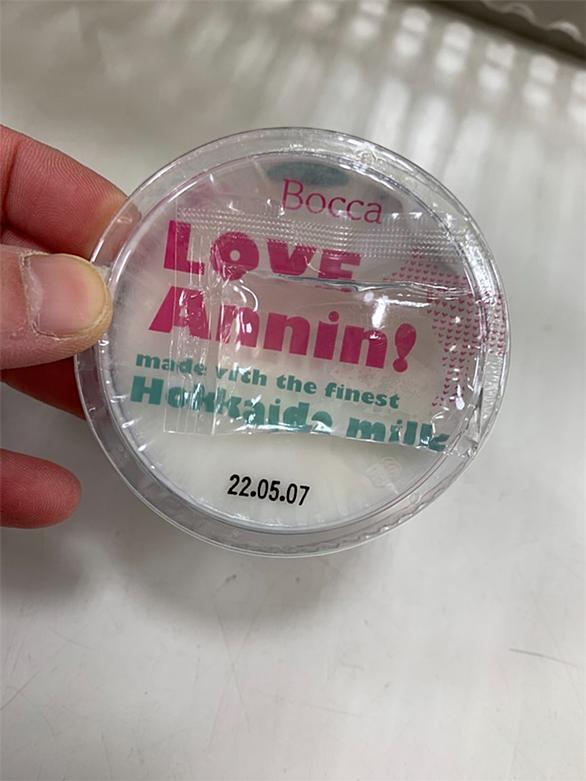 Bocca
LOVE
Annin!
made with the finest
Hokkaido milk
22.05.07